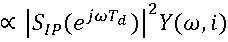 ∝ |S_{IP}(e^{jωT_d})|^2 Y(ω, i)